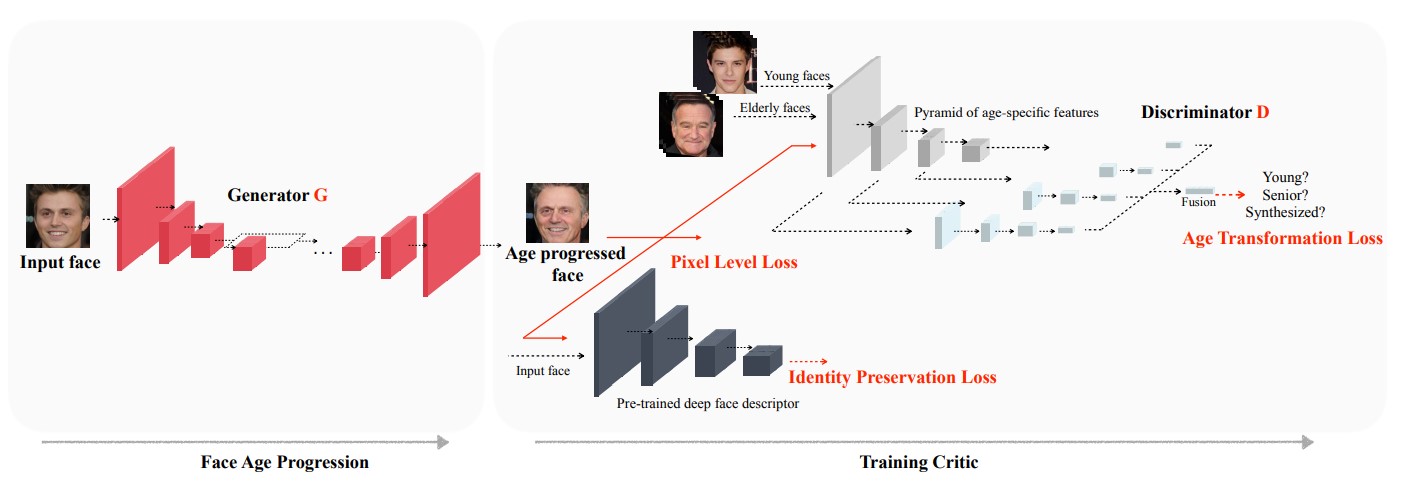 Generator G
Input face
Face Age Progression
Young faces
Elderly faces
Pyramid of age-specific features
Discriminator D
Young?
Senior?
Synthesized?
Fusion
Age Transformation Loss
Age progressed
face
Pixel Level Loss
Input face
Identity Preservation Loss
Pre-trained deep face descriptor
Training Critic